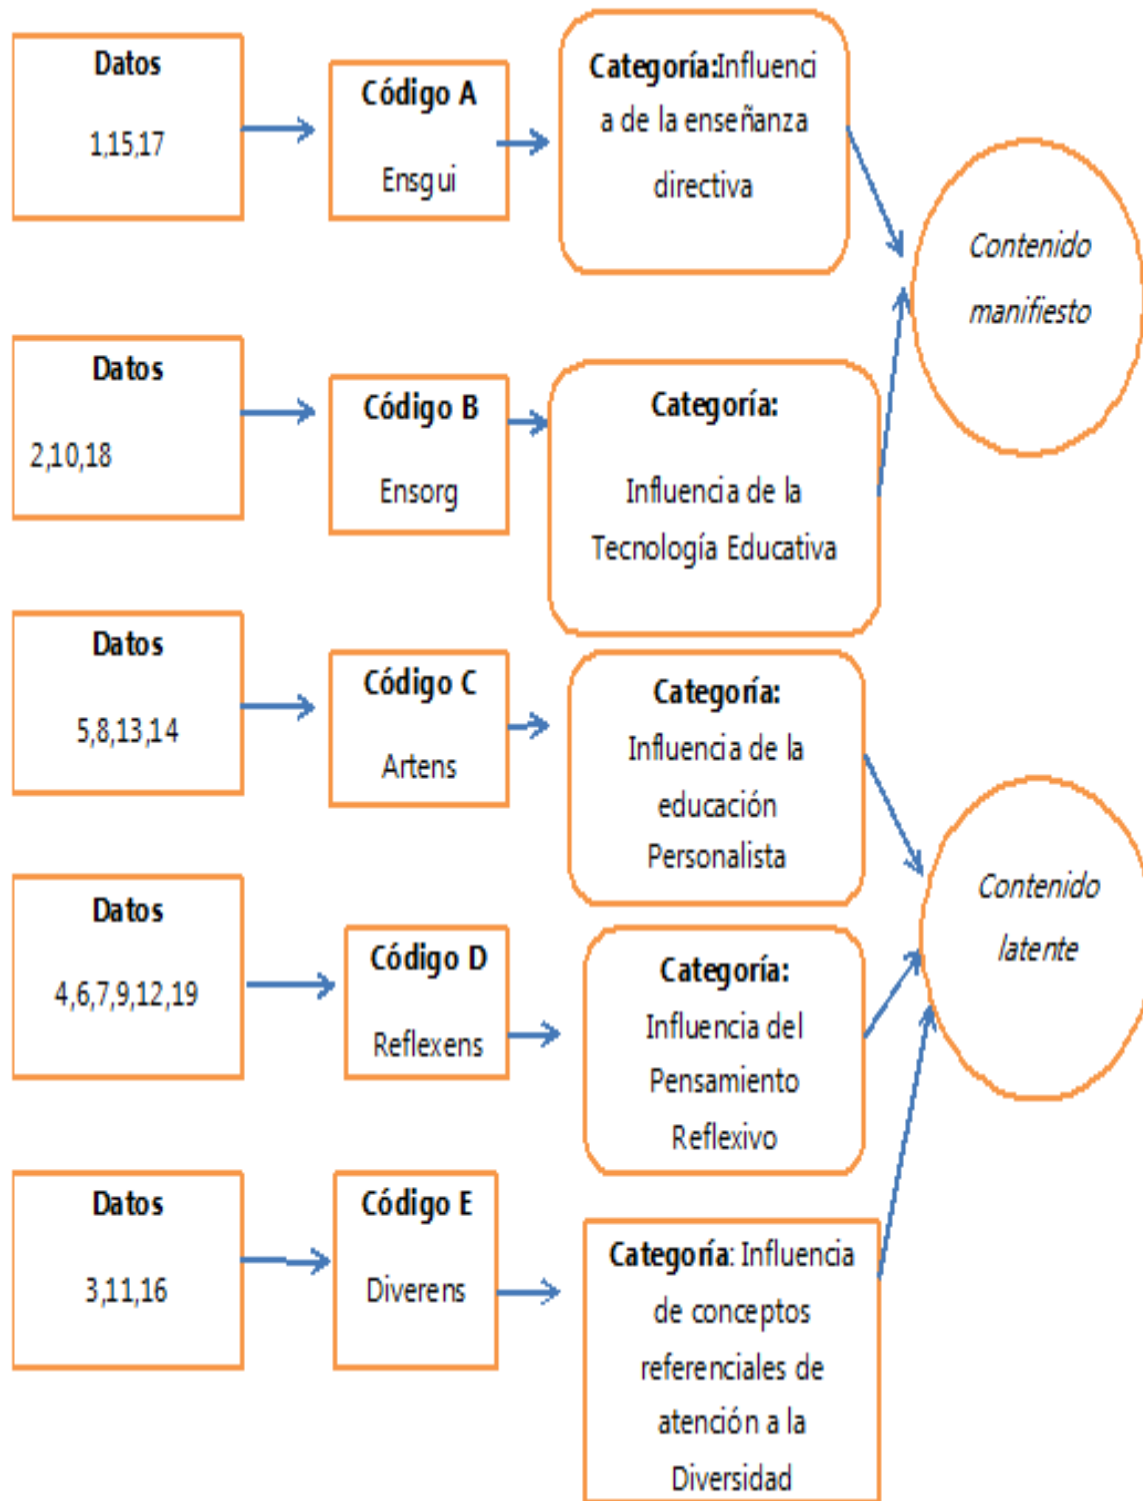 Datos
1,15,17
Código A
Ensgui
Categoría:Influenci
a de la enseñanza
directiva
Contenido
manifiesto
Datos
2,10,18
Código B
Ensorg
Categoría:
Influencia de la
Tecnología Educativa
Datos
5,8,13,14
Código C
Artens
Categoría:
Influencia de la
educación
Personalista
Contenido
latente
Datos
4,6,7,9,12,19
Código D
Reflexens
Categoría:
Influencia del
Pensamiento
Reflexivo
Datos
3,11,16
Código E
Diverens
Categoría: Influencia
de conceptos
referenciales de
atención a la
Diversidad